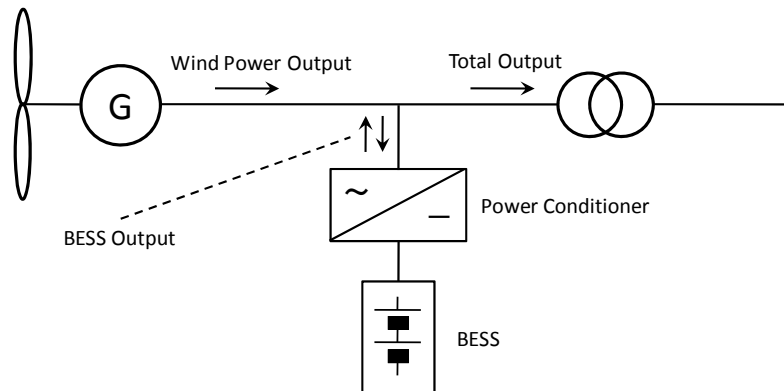 Wind Power Output
Total Output
G
~
—
Power Conditioner
BESS Output
BESS